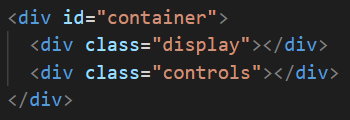 <div id="container">
  <div class="display"></div>
  <div class="controls"></div>
</div>